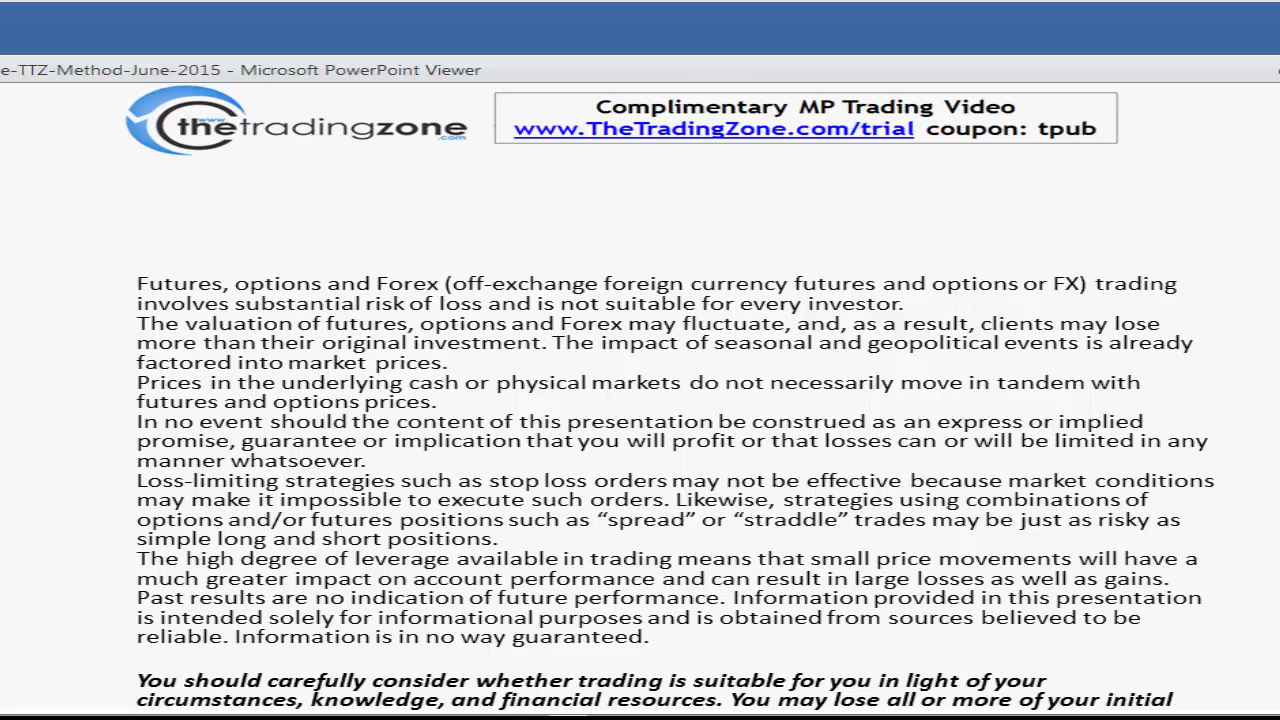 e-TTZ-Method-June-2015 - Microsoft PowerPoint Viewer
www.
thetradingzone
.com
Complimentary MP Trading Video
www.TheTradingZone.com/trial coupon: tpub
Futures, options and Forex (off-exchange foreign currency futures and options or FX) trading
involves substantial risk of loss and is not suitable for every investor.
The valuation of futures, options and Forex may fluctuate, and, as a result, clients may lose
more than their original investment. The impact of seasonal and geopolitical events is already
factored into market prices.
Prices in the underlying cash or physical markets do not necessarily move in tandem with
futures and options prices.
In no event should the content of this presentation be construed as an express or implied
promise, guarantee or implication that you will profit or that losses can or will be limited in any
manner whatsoever.
Loss-limiting strategies such as stop loss orders may not be effective because market conditions
may make it impossible to execute such orders. Likewise, strategies using combinations of
options and/or futures positions such as “spread” or “straddle” trades may be just as risky as
simple long and short positions.
The high degree of leverage available in trading means that small price movements will have a
much greater impact on account performance and can result in large losses as well as gains.
Past results are no indication of future performance. Information provided in this presentation
is intended solely for informational purposes and is obtained from sources believed to be
reliable. Information is in no way guaranteed.
You should carefully consider whether trading is suitable for you in light of your
circumstances, knowledge, and financial resources. You may lose all or more of your initial